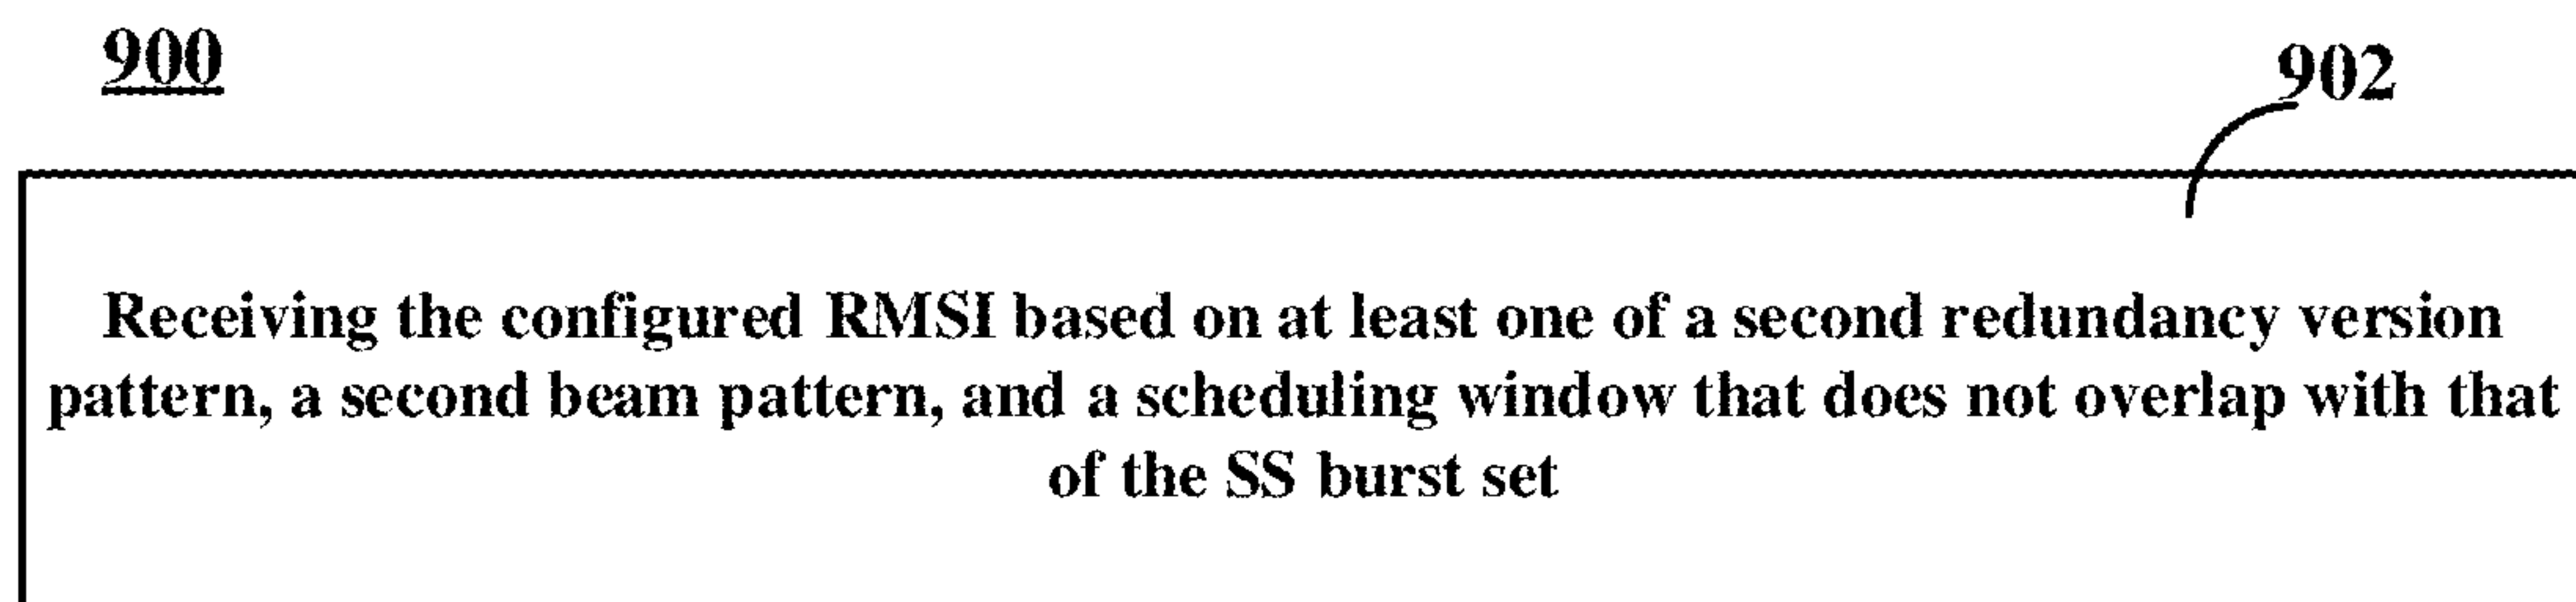 900
902
Receiving the configured RMSI based on at least one of a second redundancy version
pattern, a second beam pattern, and a scheduling window that does not overlap with that
of the SS burst set